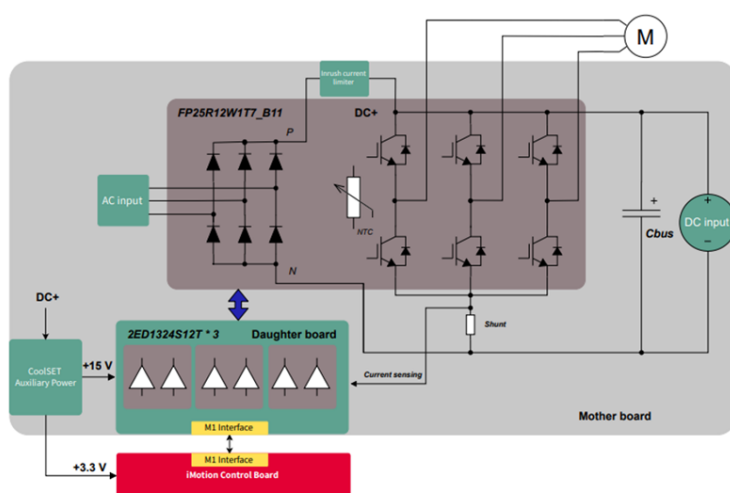 M
Inrush current
limiter
FP25R12W1T7_B11
DC+
P
AC input
NTC
N
+
Cbus
+
DC input
−
DC+
Shunt
2ED1324S12T * 3
Daughter board
CoolSET
Auxiliary Power
+15 V
Current sensing
Mother board
M1 Interface
M1 Interface
+3.3 V
iMotion Control Board